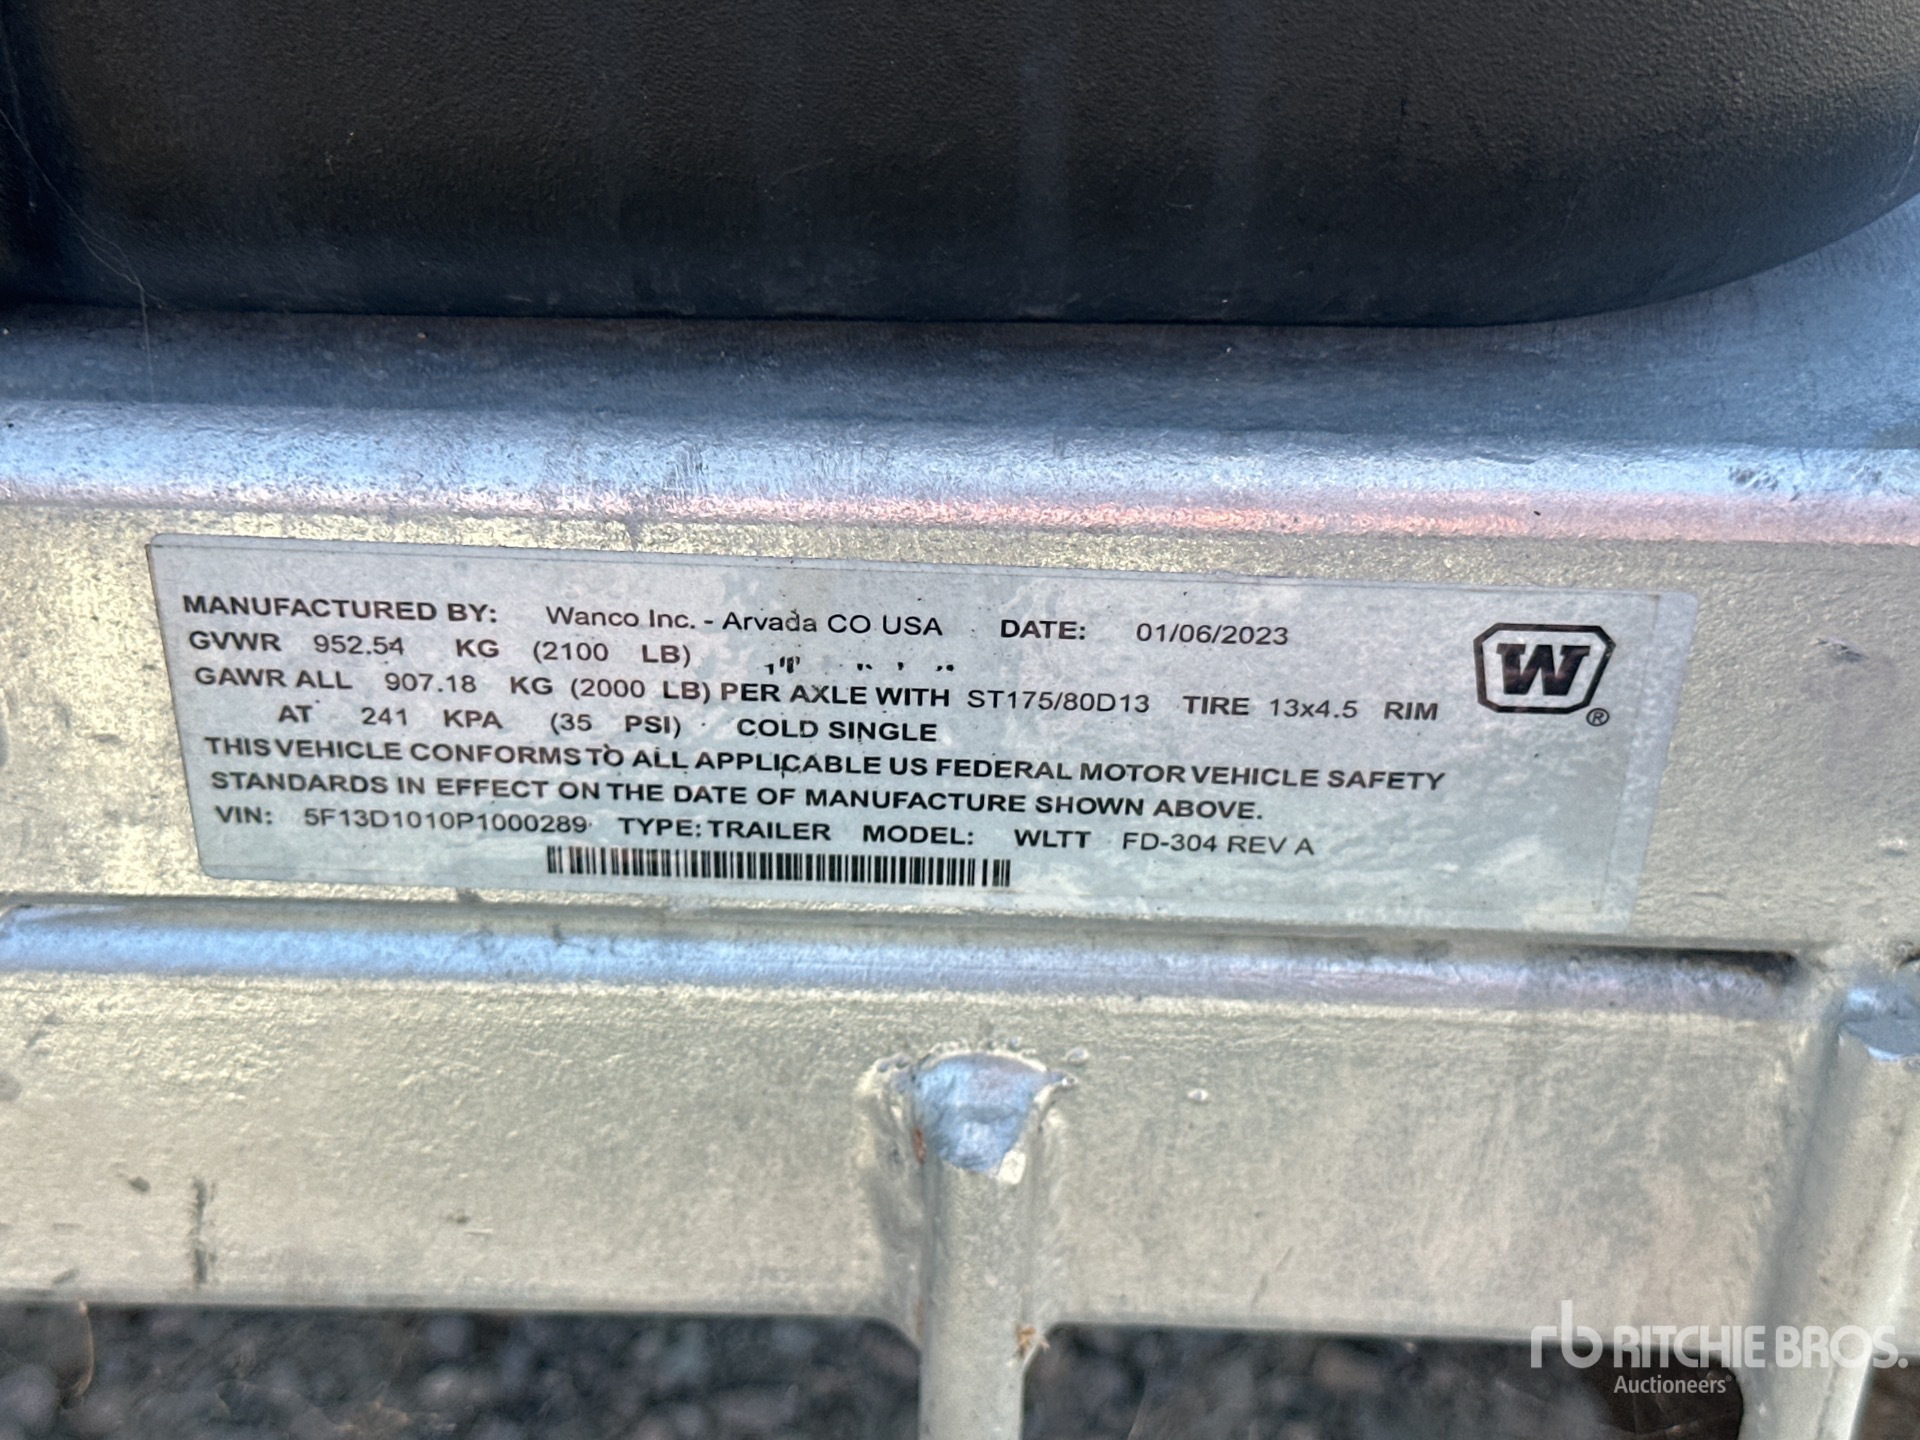 MANUFACTURED BY: Wanco Inc. - Arvada CO USA DATE: 01/06/2023
GVWR 952.54 KG (2100 LB)
GAWR ALL 907.18 KG (2000 LB) PER AXLE WITH ST175/80D13 TIRE 13x4.5 RIM
AT 241 KPA (35 PSI) COLD SINGLE
THIS VEHICLE CONFORMS TO ALL APPLICABLE US FEDERAL MOTOR VEHICLE SAFETY
STANDARDS IN EFFECT ON THE DATE OF MANUFACTURE SHOWN ABOVE.
VIN: 5F13D1010P1000289 TYPE: TRAILER MODEL: WLTT FD-304 REV A
W ®
rb RITCHIE BROS.
Auctioneers